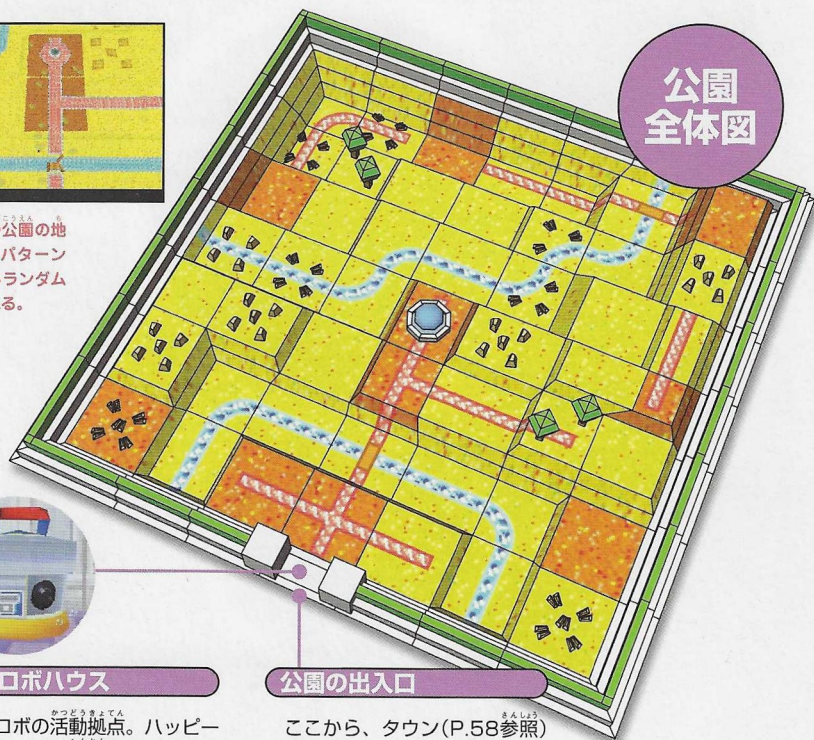 公園
全体図
公園の地
パターン
ランダム
る。
ロボハウス
ロボの活動拠点。ハッピー
公園の出入口
ここから、タウン(P.58参照)